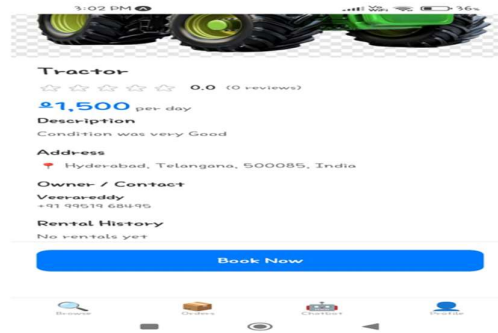 3:02 PM
36%
Tractor
0.0 (0 reviews)
1,500 per day
Description
Condition was very Good
Address
Hyderabad, Telangana, 500085, India
Owner / Contact
Veerareddy
+91 99519 68495
Rental History
No rentals yet
Book Now
Browse Orders Chatbot Profile